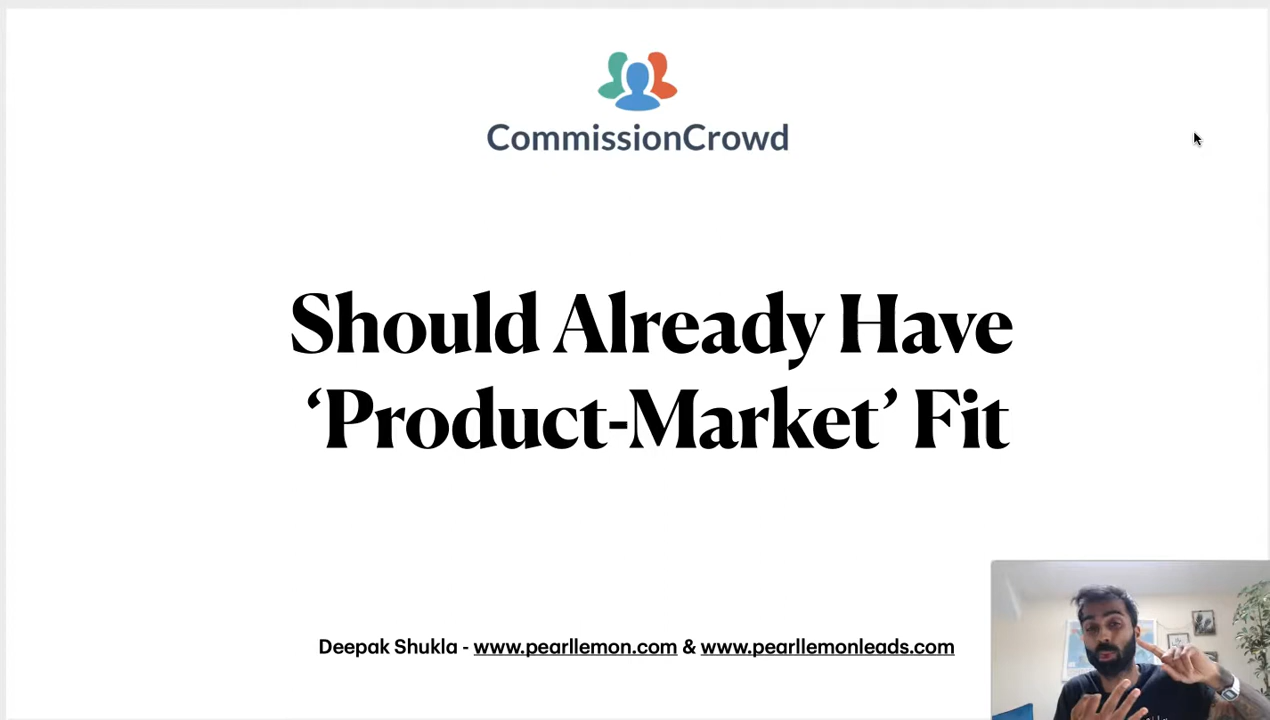 CommissionCrowd
Should Already Have
‘Product-Market’ Fit
Deepak Shukla - www.pearllemon.com & www.pearllemonleads.com